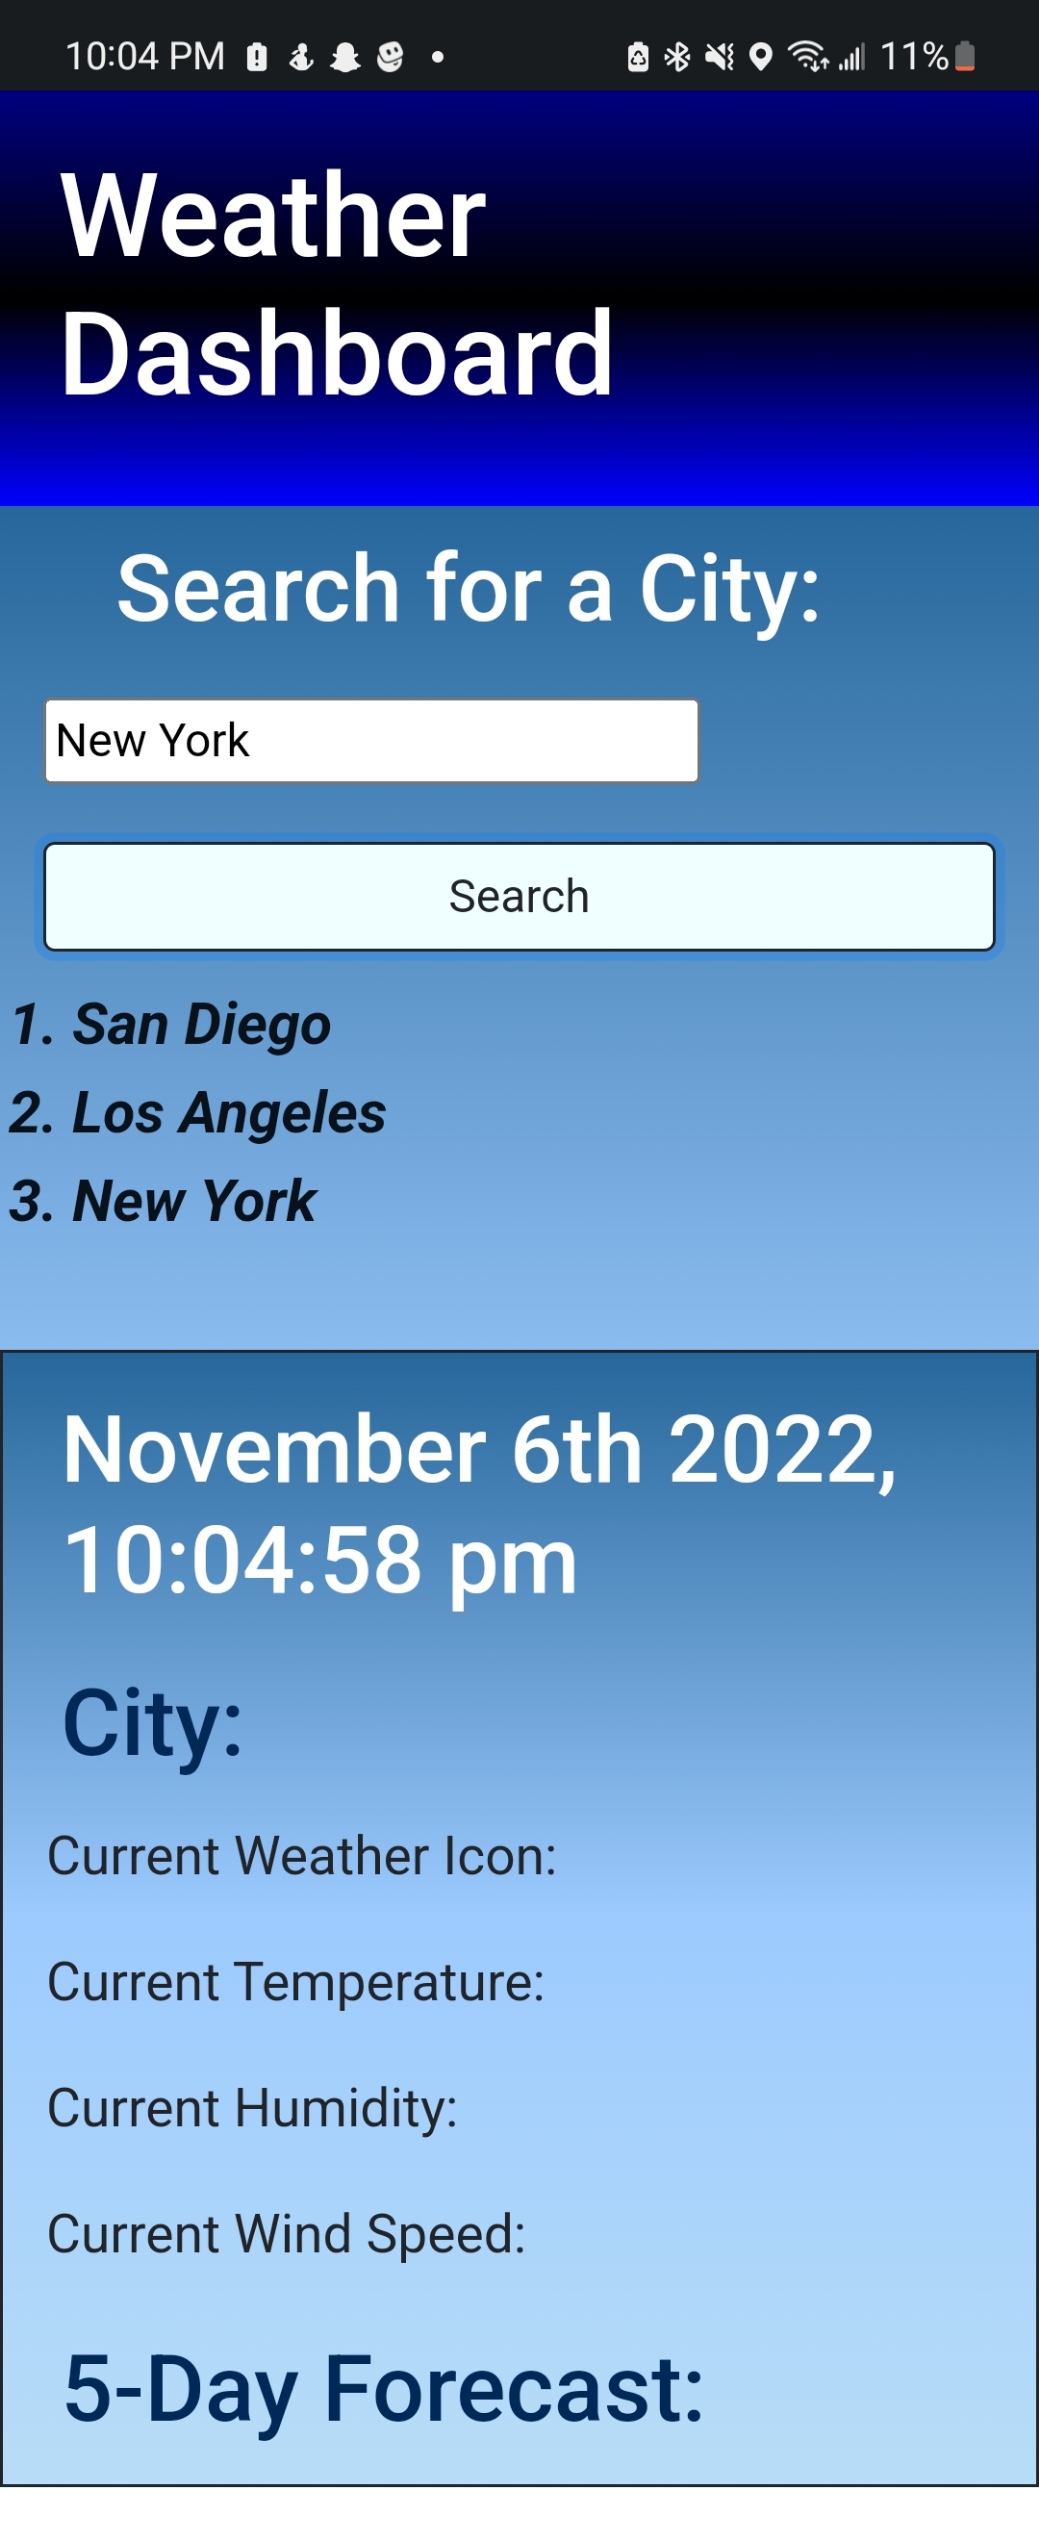 10:04 PM 11%
Weather
Dashboard
Search for a City:
New York
Search
1. San Diego
2. Los Angeles
3. New York
November 6th 2022,
10:04:58 pm
City:
Current Weather Icon:
Current Temperature:
Current Humidity:
Current Wind Speed:
5-Day Forecast: